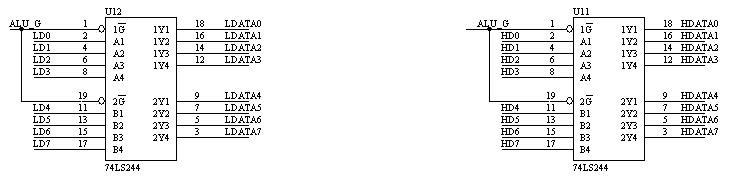 U12
ALU_G 1 1G 1Y1 18 LDATA0
LD0 2 A1 1Y2 16 LDATA1
LD1 4 A2 1Y3 14 LDATA2
LD2 6 A3 1Y4 12 LDATA3
LD3 8 A4
19 2G 2Y1 9 LDATA4
LD4 11 B1 2Y2 7 LDATA5
LD5 13 B2 2Y3 5 LDATA6
LD6 15 B3 2Y4 3 LDATA7
LD7 17 B4
74LS244
U11
ALU_G 1 1G 1Y1 18 HDATA0
HD0 2 A1 1Y2 16 HDATA1
HD1 4 A2 1Y3 14 HDATA2
HD2 6 A3 1Y4 12 HDATA3
HD3 8 A4
19 2G 2Y1 9 HDATA4
HD4 11 B1 2Y2 7 HDATA5
HD5 13 B2 2Y3 5 HDATA6
HD6 15 B3 2Y4 3 HDATA7
HD7 17 B4
74LS244